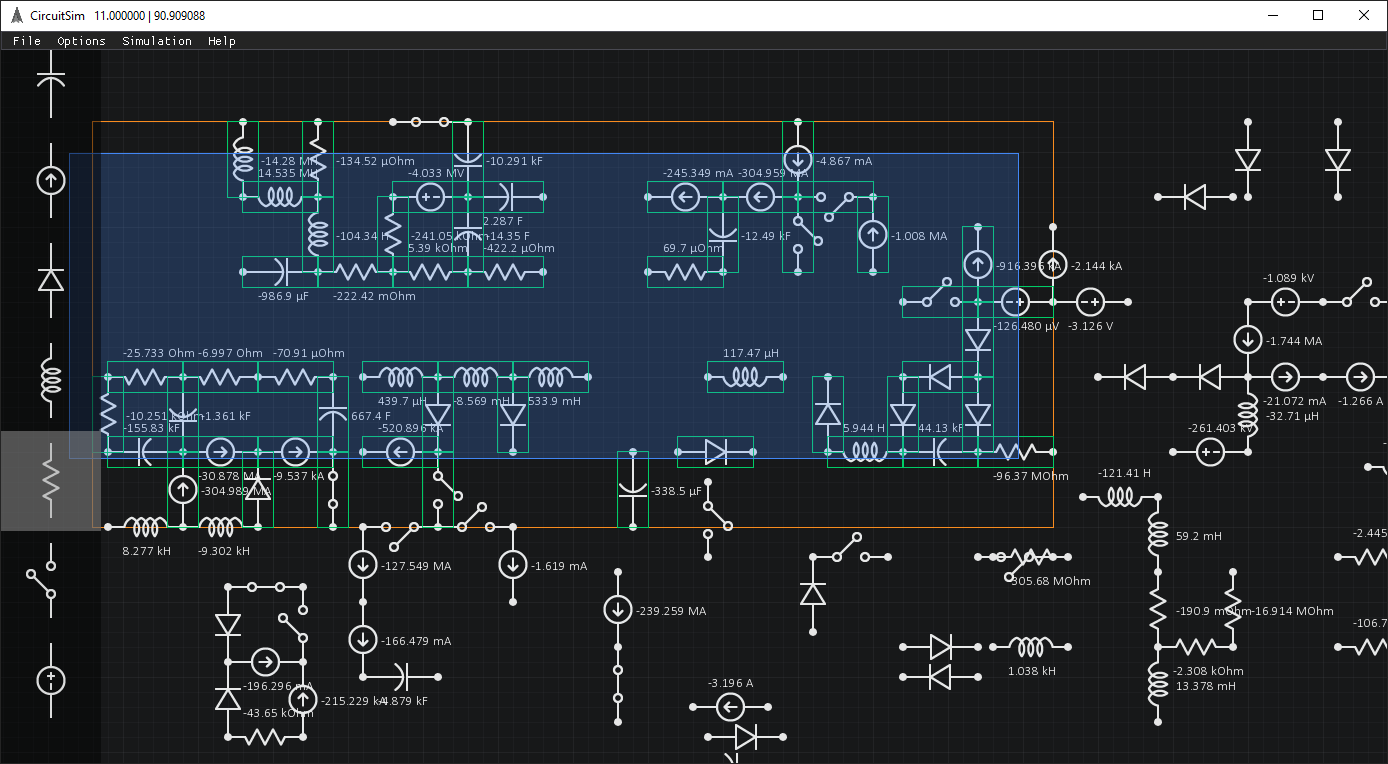 CircuitSim 11.000000 | 90.909088
File Options Simulation Help
-14.28 MH
-134.52 µOhm
-10.291 kF
-4.867 mA
14.535 MH
-4.033 MV
-245.349 mA
-304.959 MA
2.287 F
-104.34 H
-241.05 kOhm
-14.35 F
-12.49 kF
-1.008 MA
5.39 kOhm
-422.2 µOhm
69.7 µOhm
-916.396 kA
-2.144 kA
-1.089 kV
-986.9 µF
-222.42 mOhm
-126.480 µV
-3.126 V
-1.744 MA
-25.733 Ohm
-6.997 Ohm
-70.91 µOhm
117.47 µH
439.7 µH
-8.569 mH
533.9 mH
-21.072 mA
-1.266 A
-10.251 kOhm
-1.361 kF
667.4 F
-32.71 µH
-155.83 kF
-520.896 kA
5.944 H
44.13 kF
-261.403 kV
-30.878 MA
-9.537 kA
-96.37 MOhm
-121.41 H
-304.989 MA
-338.5 µF
8.277 kH
-9.302 kH
59.2 mH
-2.445
-127.549 MA
-1.619 mA
-305.68 MOhm
-239.259 MA
-190.9 mOhm
-16.914 MOhm
-166.479 mA
-106.7
-196.296 mA
1.038 kH
-2.308 kOhm
-3.196 A
13.378 mH
-215.229 kA
-4.879 kF
-43.65 kOhm